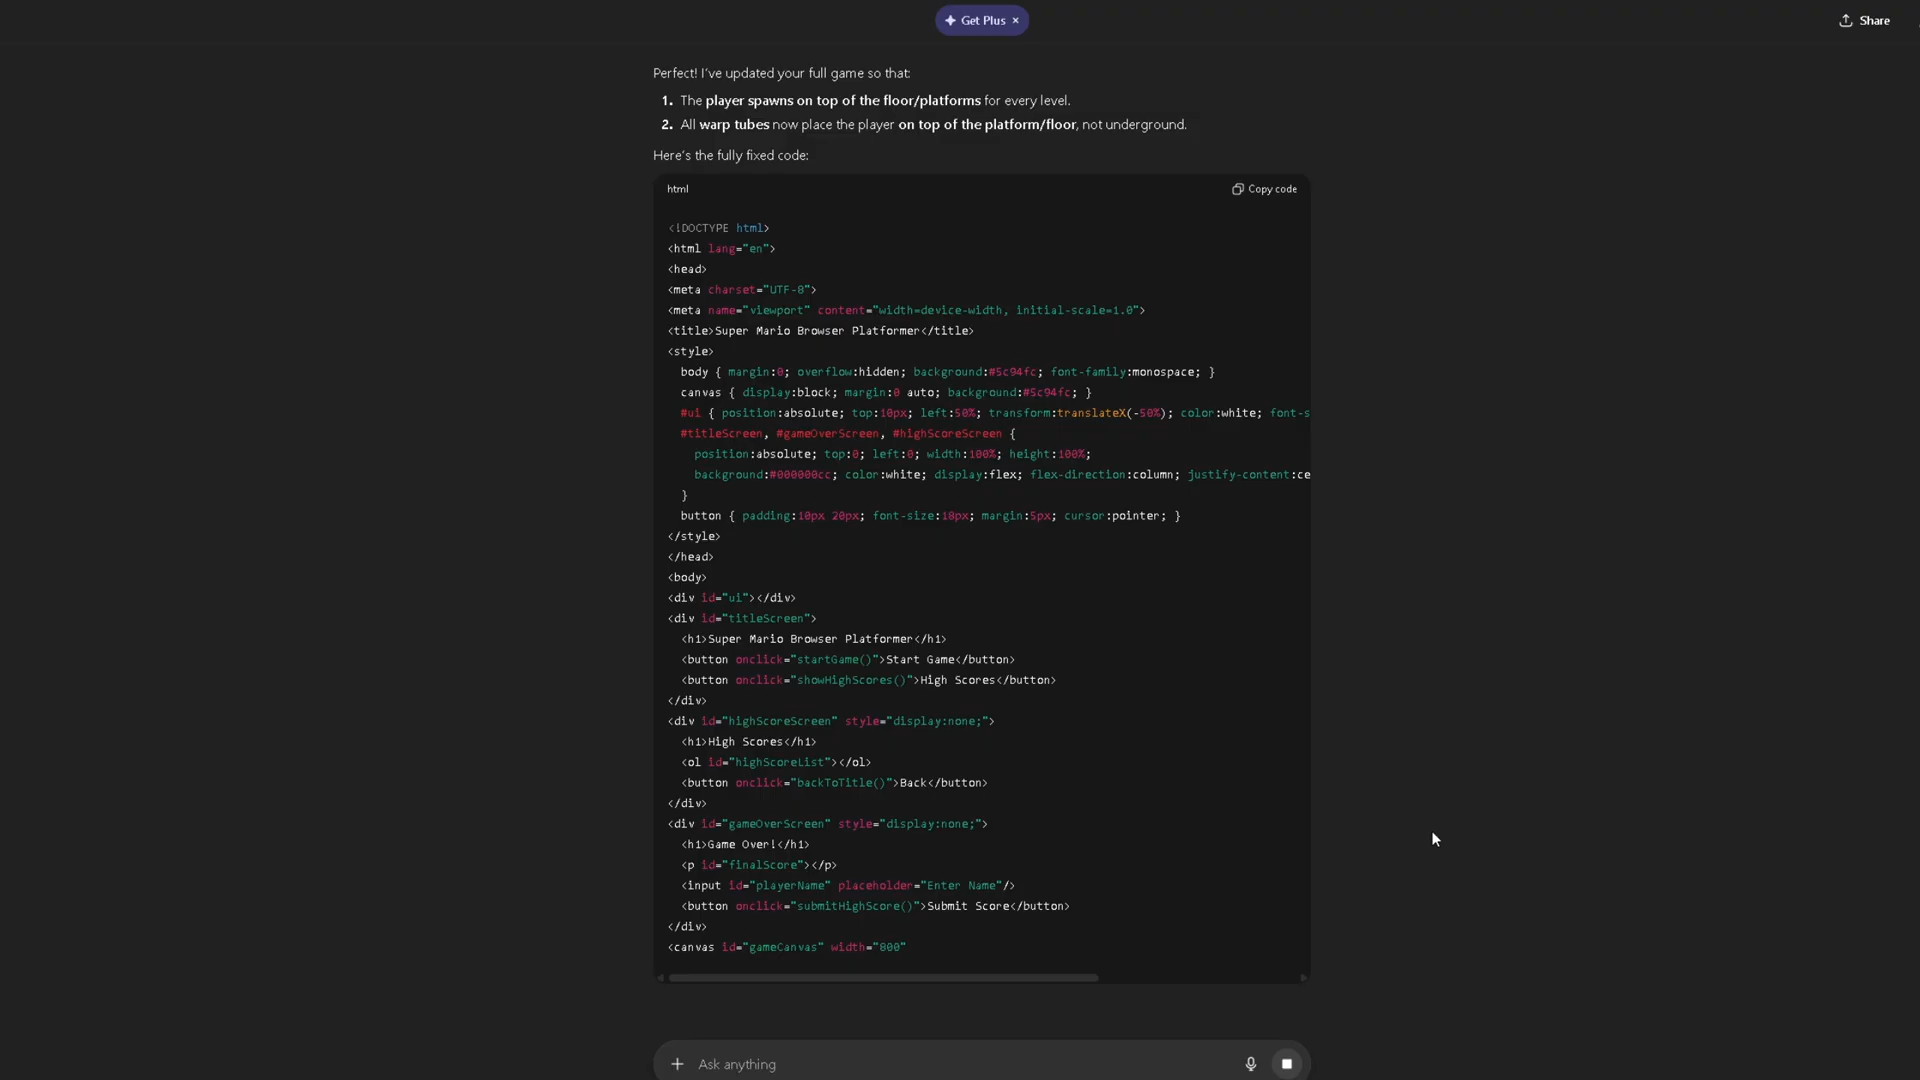 Get Plus ×
Share
Perfect! I've updated your full game so that:
1. The player spawns on top of the floor/platforms for every level.
2. All warp tubes now place the player on top of the platform/floor, not underground.
Here's the fully fixed code:
html
Copy code
<!DOCTYPE html>
<html lang="en">
<head>
<meta charset="UTF-8">
<meta name="viewport" content="width=device-width, initial-scale=1.0">
<title>Super Mario Browser Platformer</title>
<style>
body { margin:0; overflow:hidden; background:#5c94fc; font-family:monospace; }
canvas { display:block; margin:0 auto; background:#5c94fc; }
#ui { position:absolute; top:10px; left:50%; transform:translateX(-50%); color:white; font-s
#titleScreen, #gameOverScreen, #highScoreScreen {
position:absolute; top:0; left:0; width:100%; height:100%;
background:#000000cc; color:white; display:flex; flex-direction:column; justify-content:ce
}
button { padding:10px 20px; font-size:18px; margin:5px; cursor:pointer; }
</style>
</head>
<body>
<div id="ui"></div>
<div id="titleScreen">
<h1>Super Mario Browser Platformer</h1>
<button onclick="startGame()">Start Game</button>
<button onclick="showHighScores()">High Scores</button>
</div>
<div id="highScoreScreen" style="display:none;">
<h1>High Scores</h1>
<ol id="highScoreList"></ol>
<button onclick="backToTitle()">Back</button>
</div>
<div id="gameOverScreen" style="display:none;">
<h1>Game Over!</h1>
<p id="finalScore"></p>
<input id="playerName" placeholder="Enter Name"/>
<button onclick="submitHighScore()">Submit Score</button>
</div>
<canvas id="gameCanvas" width="800"
Ask anything